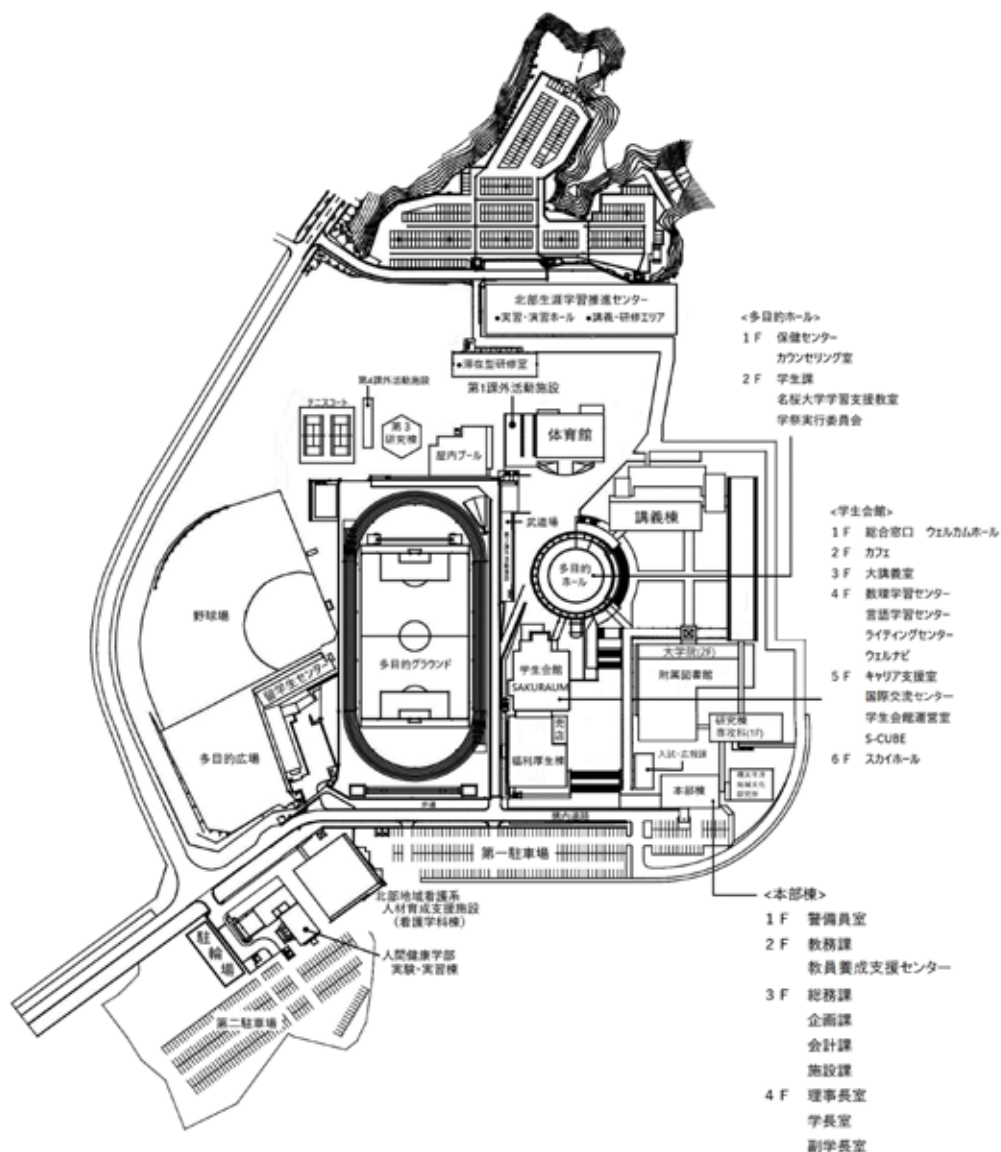 北部生涯学習推進センター
●実習・演習ホール ●講義・研修エリア
●滞在型研修室
第4課外活動施設
第1課外活動施設
テニスコート
第3
研究棟
屋内プール
体育館
武道場
講義棟
多目的
ホール
野球場
多目的グラウンド
留学生センター
多目的広場
学生会館
SAKURAUM
売店
福利厚生棟
大学院(2F)
附属図書館
研究棟
専攻科(1F)
入試・広報課
本部棟
歩道
構内道路
第一駐車場
北部地域看護系
人材育成支援施設
(看護学科棟)
人間健康学部
実験・実習棟
駐輪場
第二駐車場
<多目的ホール>
1F 保健センター
カウンセリング室
2F 学生課
名桜大学学習支援教室
学祭実行委員会
<学生会館>
1F 総合窓口 ウェルカムホール
2F カフェ
3F 大講義室
4F 数理学習センター
言語学習センター
ライティングセンター
ウェルナビ
5F キャリア支援室
国際交流センター
学生会館運営室
S-CUBE
6F スカイホール
<本部棟>
1F 警備員室
2F 教務課
教員養成支援センター
3F 総務課
企画課
会計課
施設課
4F 理事長室
学長室
副学長室